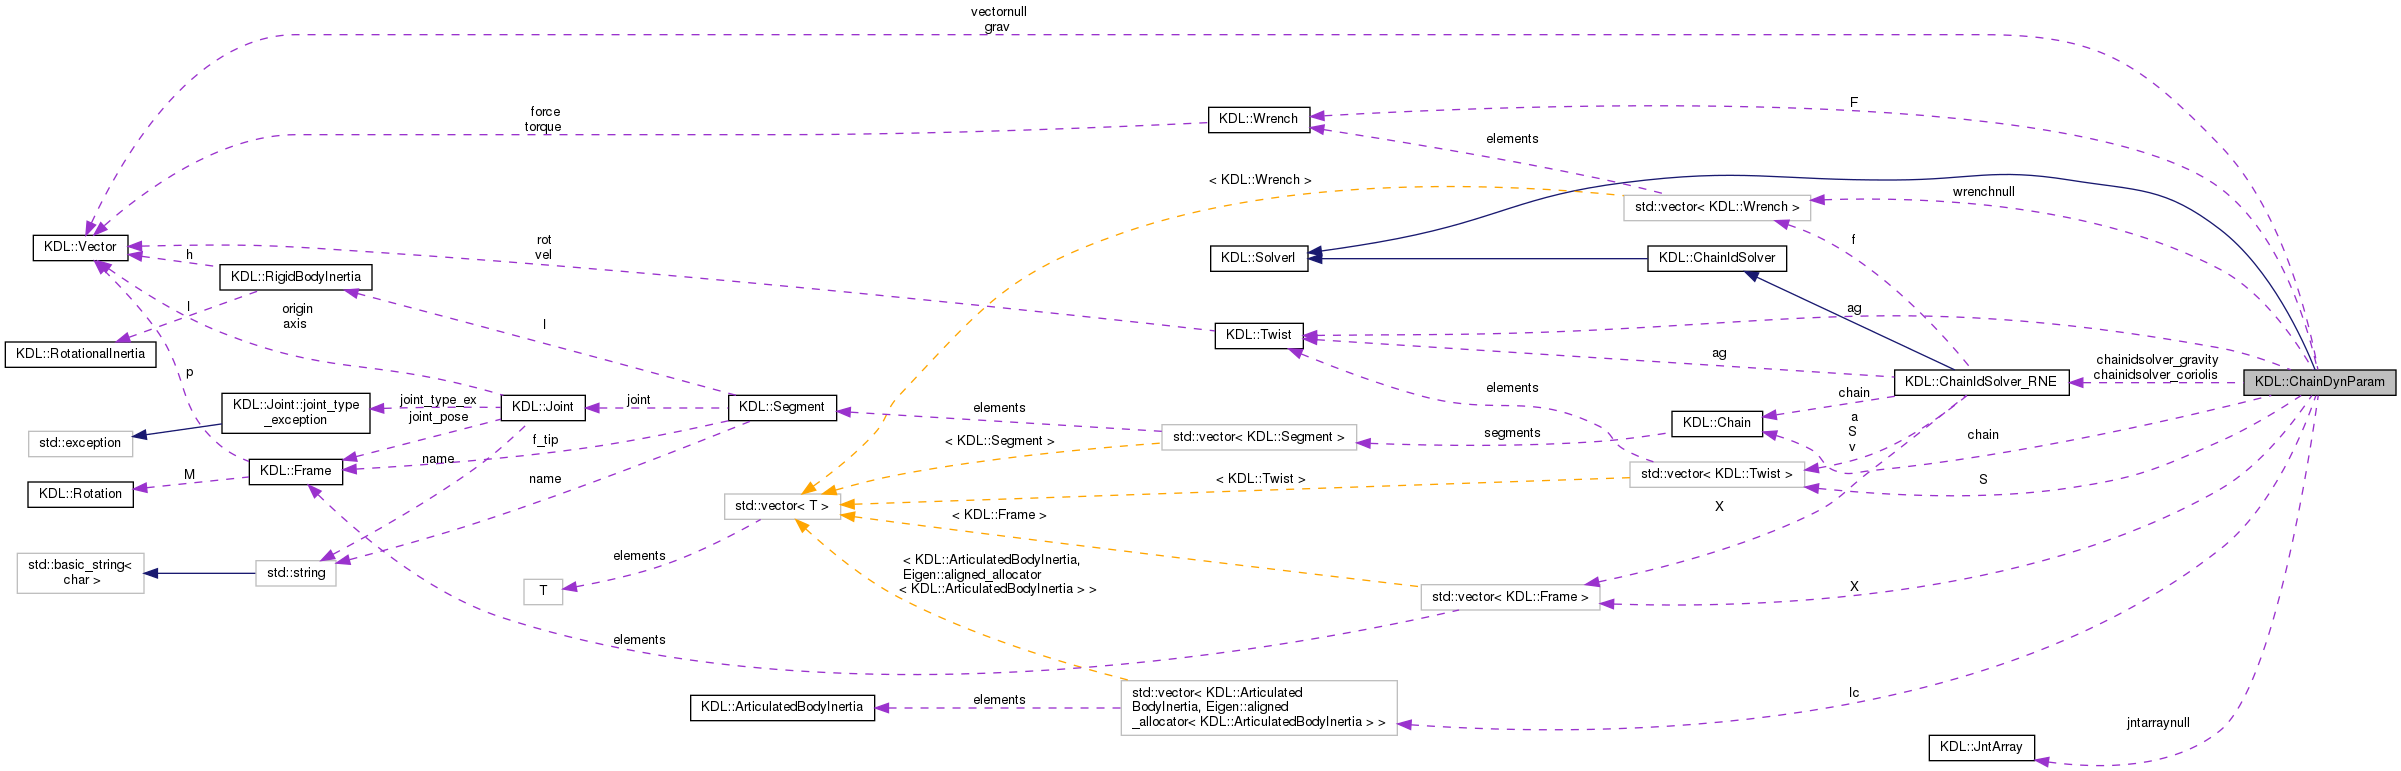 vectornull
grav
force
torque
KDL::Wrench
F
elements
< KDL::Wrench >
std::vector< KDL::Wrench >
wrenchnull
KDL::Vector
rot
vel
h
KDL::RigidBodyInertia
KDL::SolverI
KDL::ChainIdSolver
f
I
origin
axis
l
KDL::Twist
ag
ag
KDL::RotationalInertia
p
chainidsolver_gravity
chainidsolver_coriolis
KDL::ChainIdSolver_RNE
KDL::ChainDynParam
elements
KDL::Joint::joint_type
_exception
joint_type_ex
joint_pose
KDL::Joint
joint
KDL::Segment
elements
chain
KDL::Chain
a
S
v
chain
std::exception
f_tip
< KDL::Segment >
std::vector< KDL::Segment >
segments
name
KDL::Frame
M
KDL::Rotation
name
std::vector< T >
< KDL::Twist >
std::vector< KDL::Twist >
S
< KDL::Frame >
X
elements
std::basic_string<
char >
std::string
T
< KDL::ArticulatedBodyInertia,
Eigen::aligned_allocator
< KDL::ArticulatedBodyInertia > >
std::vector< KDL::Frame >
X
elements
KDL::ArticulatedBodyInertia
elements
std::vector< KDL::Articulated
BodyInertia, Eigen::aligned
_allocator< KDL::ArticulatedBodyInertia > >
Ic
jntarraynull
KDL::JntArray